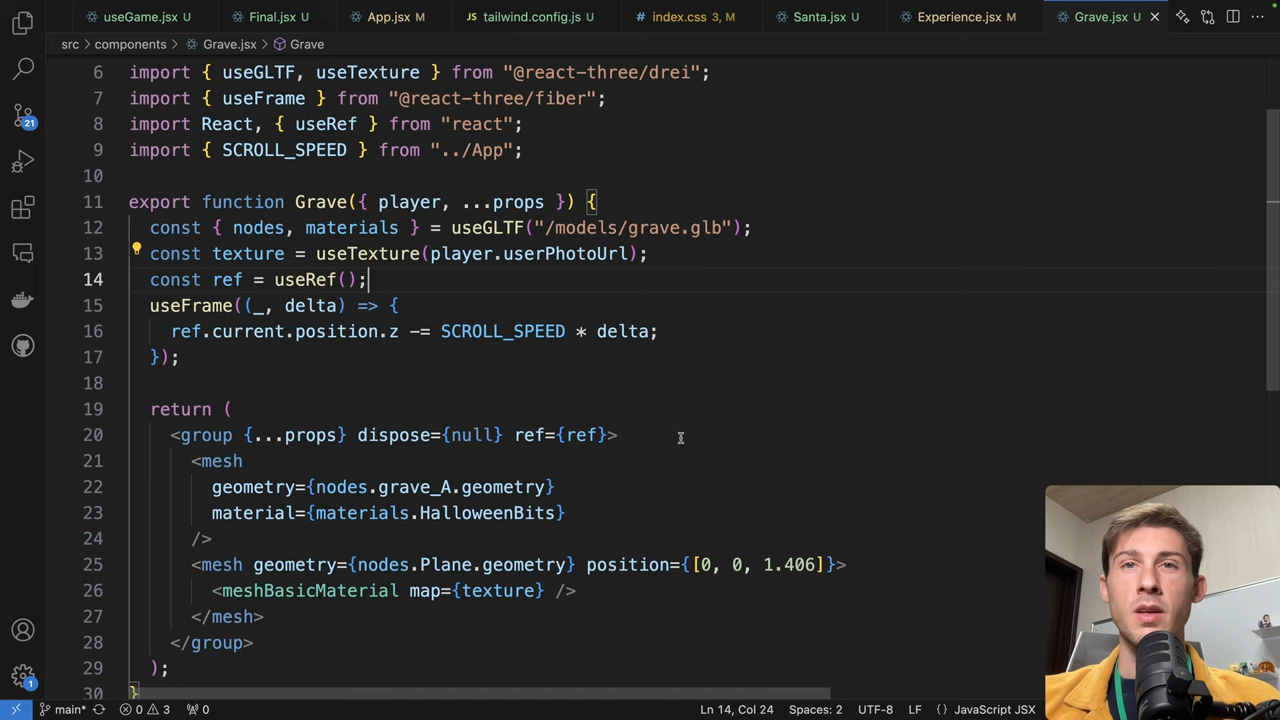 useGame.jsx U
Final.jsx U
App.jsx M
tailwind.config.js U
index.css 3, M
Santa.jsx U
Experience.jsx M
Grave.jsx U
src > components > Grave.jsx > Grave
6 import { useGLTF, useTexture } from "@react-three/drei";
7 import { useFrame } from "@react-three/fiber";
8 import React, { useRef } from "react";
9 import { SCROLL_SPEED } from "../App";
10
11 export function Grave({ player, ...props }) {
12 const { nodes, materials } = useGLTF("/models/grave.glb");
13 const texture = useTexture(player.userPhotoUrl);
14 const ref = useRef();
15 useFrame((_, delta) => {
16 ref.current.position.z -= SCROLL_SPEED * delta;
17 });
18
19 return (
20 <group {...props} dispose={null} ref={ref}>
21 <mesh
22 geometry={nodes.grave_A.geometry}
23 material={materials.HalloweenBits}
24 />
25 <mesh geometry={nodes.Plane.geometry} position={[0, 0, 1.406]}>
26 <meshBasicMaterial map={texture} />
27 </mesh>
28 </group>
29 );
30 }
21
1
main* 0 3 0 Ln 14, Col 24 Spaces: 2 UTF-8 LF {} JavaScript JSX